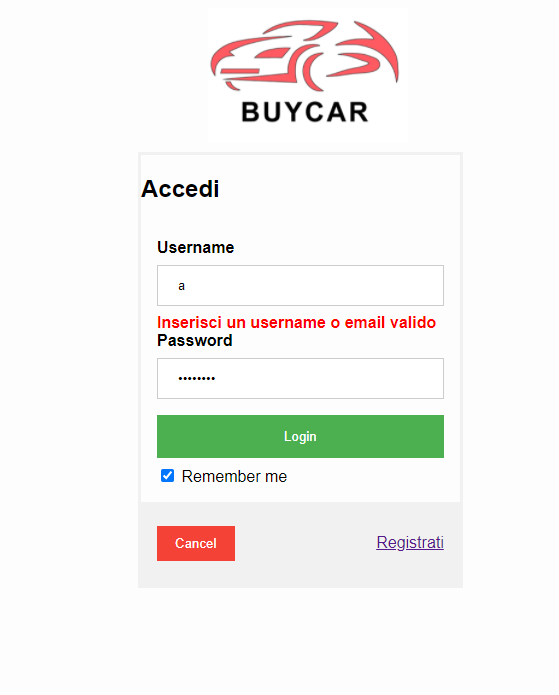 BUYCAR
Accedi
Username
a
Inserisci un username o email valido
Password
••••••••
Login
Remember me
Cancel
Registrati